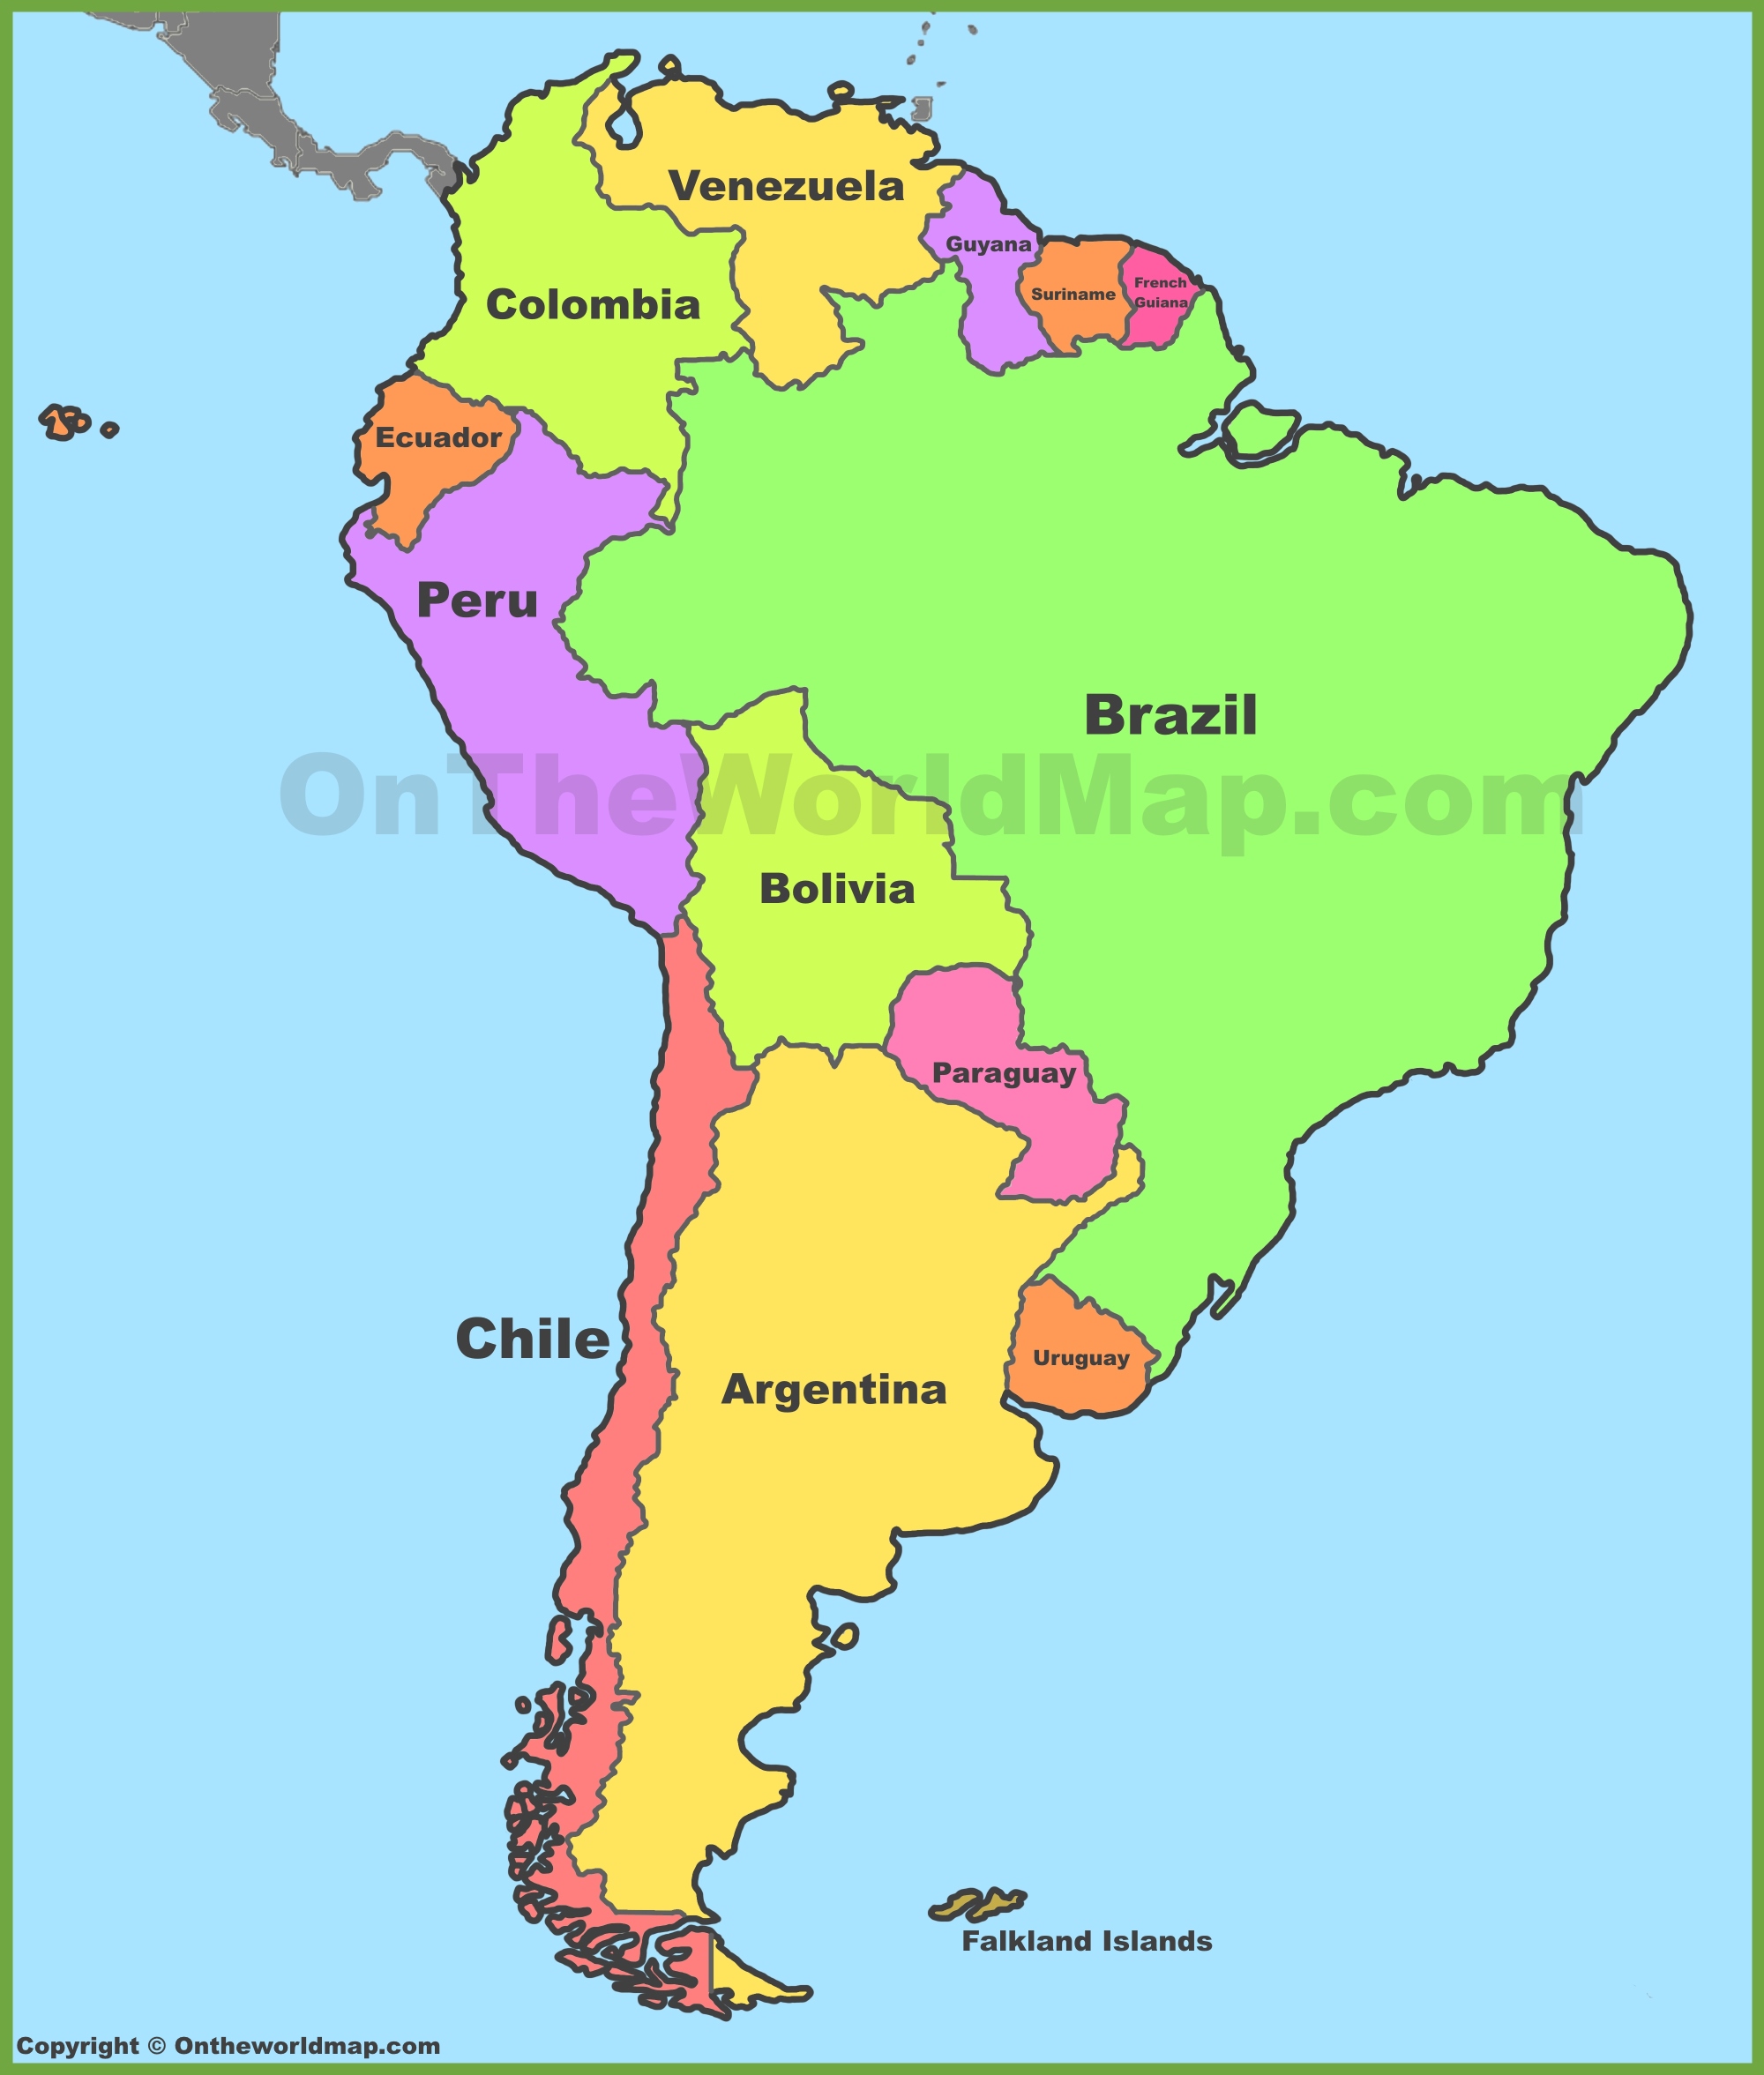 Venezuela
Guyana
Suriname
French
Guiana
Colombia
Ecuador
Peru
Brazil
OnTheWorldMap.com
Bolivia
Paraguay
Chile
Uruguay
Argentina
Falkland Islands
Copyright © Ontheworldmap.com